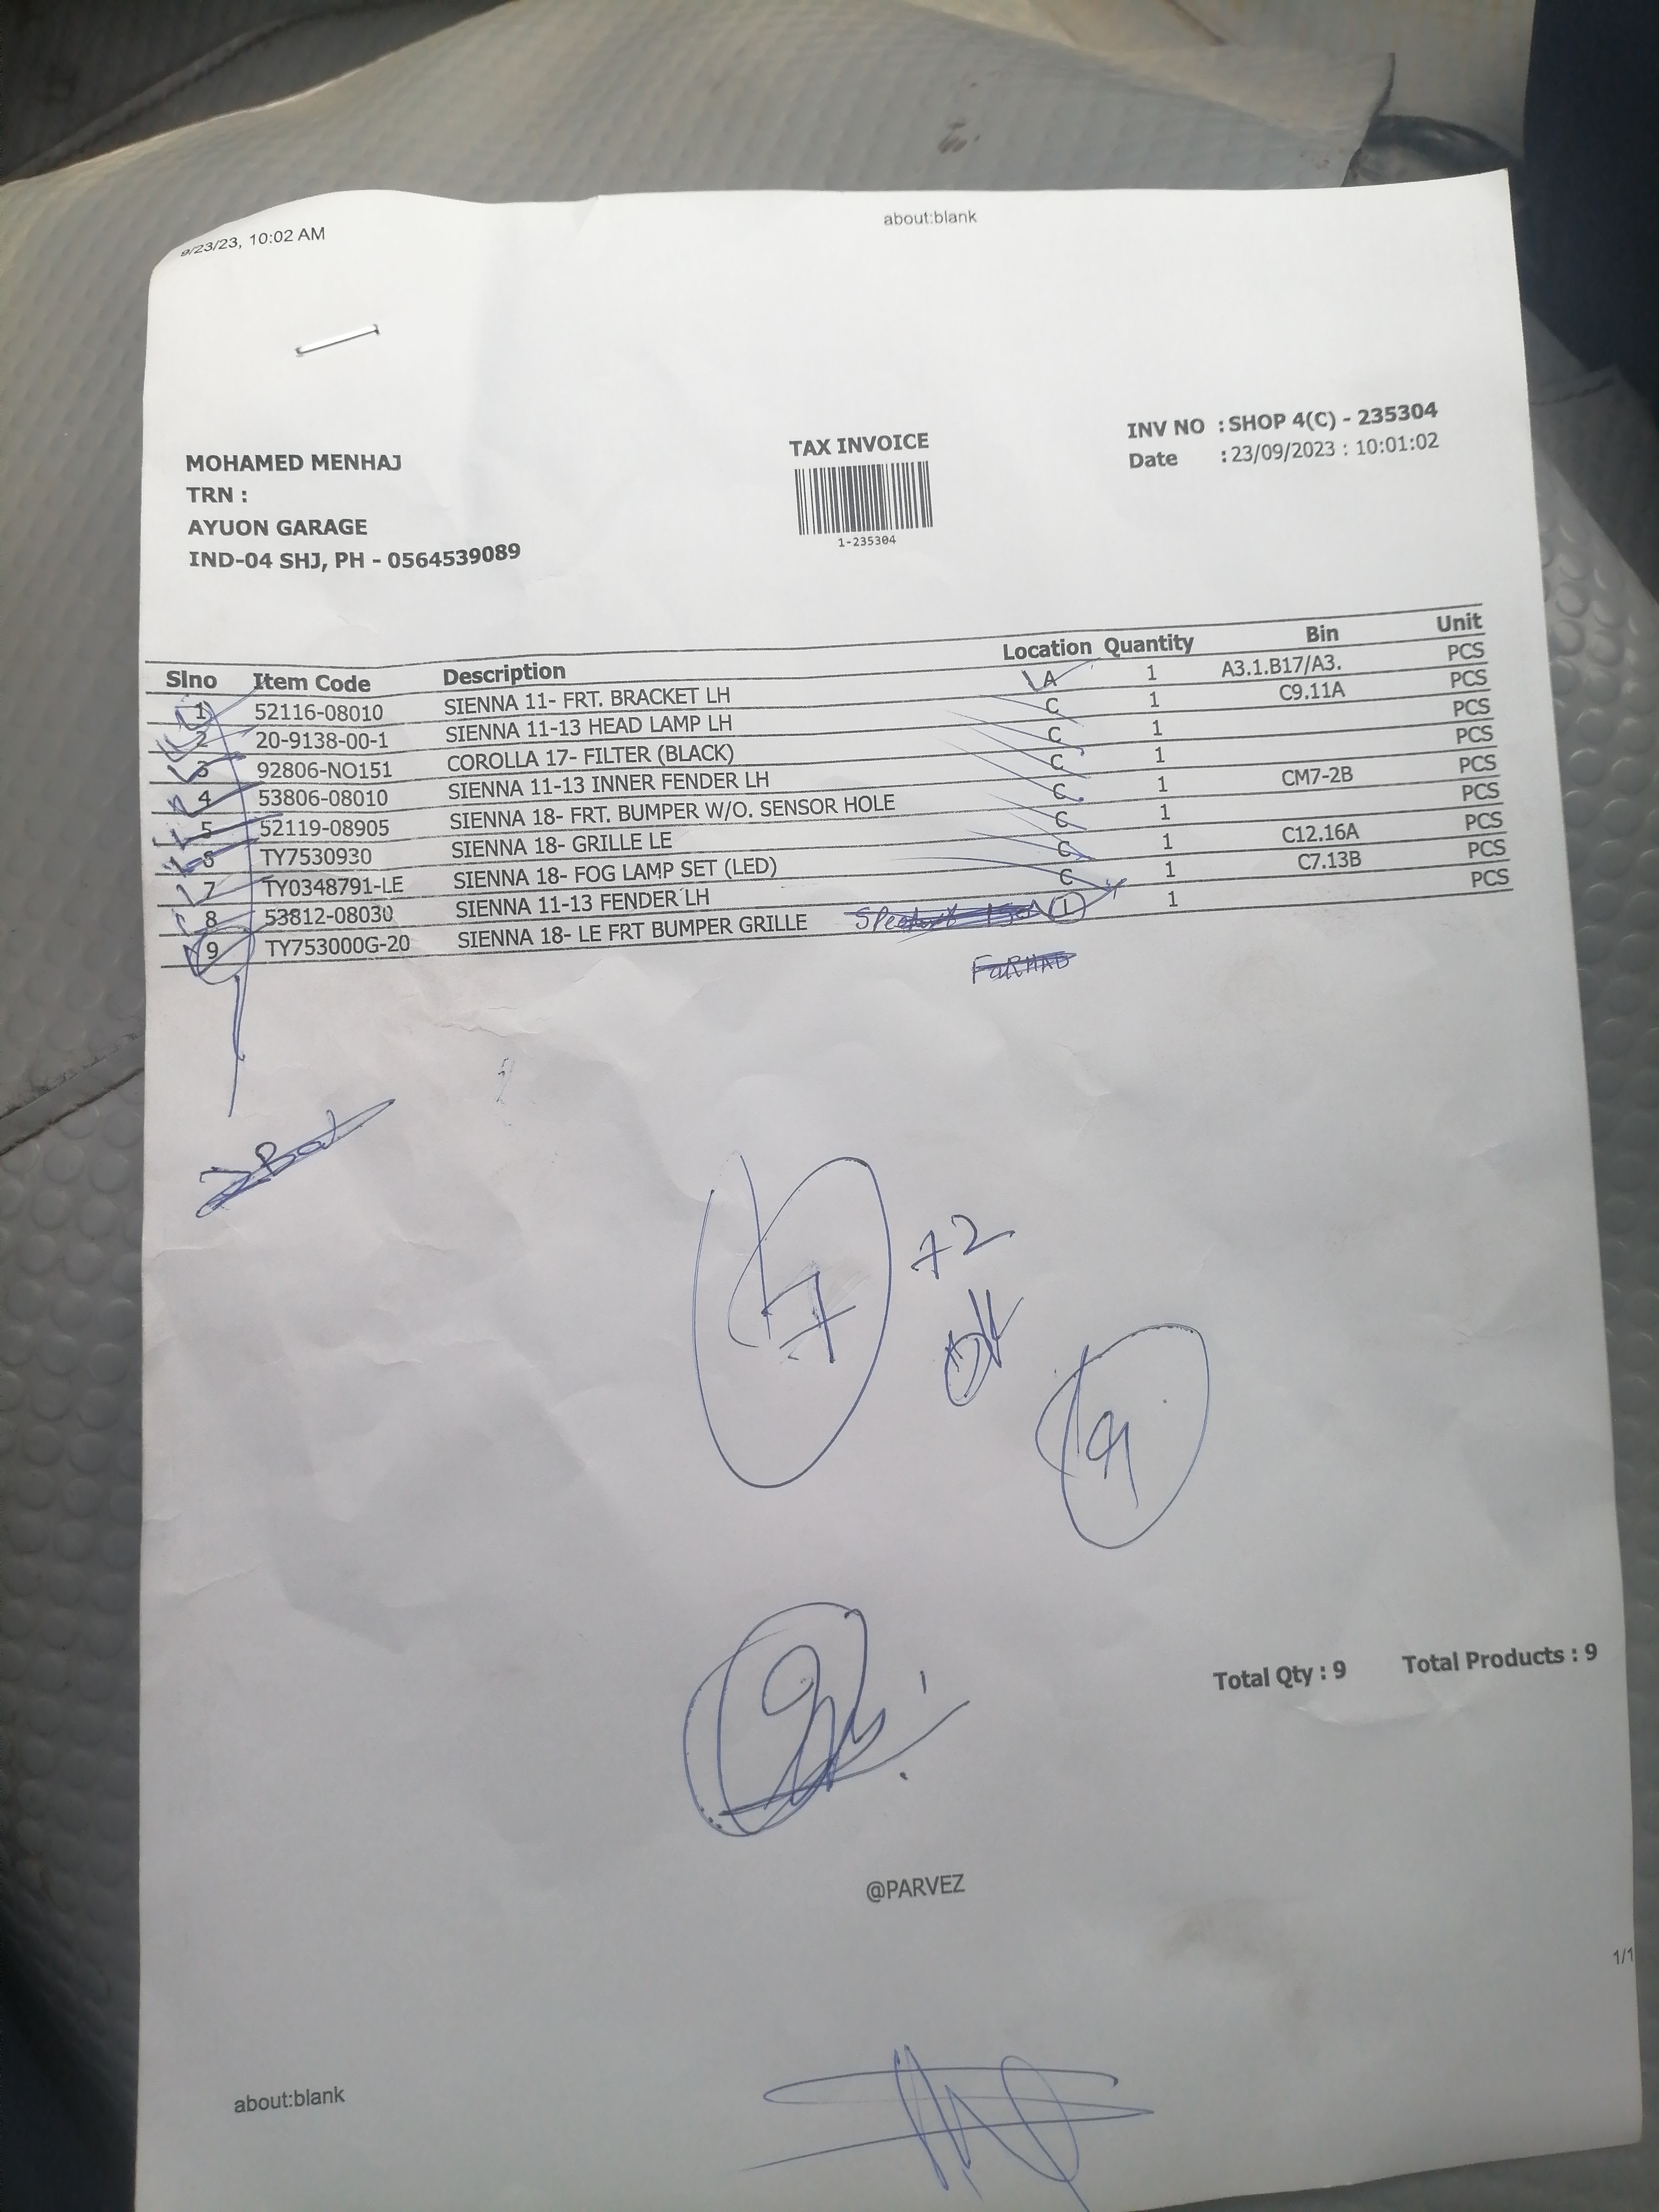 9/23/23, 10:02 AM about:blank
MOHAMED MENHAJ TAX INVOICE INV NO : SHOP 4(C) - 235304
TRN : Date : 23/09/2023 : 10:01:02
AYUON GARAGE
IND-04 SHJ, PH - 0564539089 1-235304
Slno Item Code Description Location Quantity Bin Unit
1 52116-08010 SIENNA 11- FRT. BRACKET LH A 1 A3.1.B17/A3. PCS
2 20-9138-00-1 SIENNA 11-13 HEAD LAMP LH C 1 C9.11A PCS
3 92806-NO151 COROLLA 17- FILTER (BLACK) C 1 PCS
4 53806-08010 SIENNA 11-13 INNER FENDER LH C 1 PCS
5 52119-08905 SIENNA 18- FRT. BUMPER W/O. SENSOR HOLE C 1 CM7-2B PCS
6 TY7530930 SIENNA 18- GRILLE LE C 1 PCS
7 TY0348791-LE SIENNA 18- FOG LAMP SET (LED) C 1 C12.16A PCS
8 53812-08030 SIENNA 11-13 FENDER LH C 1 C7.13B PCS
9 TY753000G-20 SIENNA 18- LE FRT BUMPER GRILLE 1 PCS
FARHAD
7 +2
OK
9
Total Qty : 9 Total Products : 9
@PARVEZ
1/1
about:blank